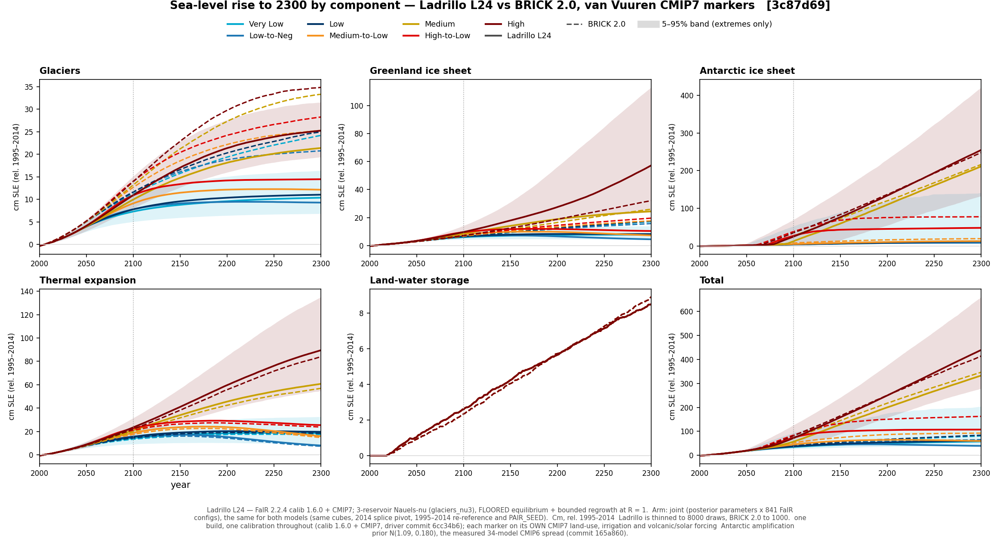 Sea-level rise to 2300 by component — Ladrillo L24 vs BRICK 2.0, van Vuuren CMIP7 markers   [3c87d69]
Very Low
Low
Medium
High
BRICK 2.0
5–95% band (extremes only)
Low-to-Neg
Medium-to-Low
High-to-Low
Ladrillo L24
Glaciers
cm SLE (rel. 1995–2014)
35
30
25
20
15
10
5
0
2000 2050 2100 2150 2200 2250 2300
Greenland ice sheet
cm SLE (rel. 1995–2014)
100
80
60
40
20
0
2000 2050 2100 2150 2200 2250 2300
Antarctic ice sheet
cm SLE (rel. 1995–2014)
400
300
200
100
0
2000 2050 2100 2150 2200 2250 2300
Thermal expansion
cm SLE (rel. 1995–2014)
140
120
100
80
60
40
20
0
2000 2050 2100 2150 2200 2250 2300
year
Land-water storage
cm SLE (rel. 1995–2014)
8
6
4
2
0
2000 2050 2100 2150 2200 2250 2300
Total
cm SLE (rel. 1995–2014)
600
500
400
300
200
100
0
2000 2050 2100 2150 2200 2250 2300
Ladrillo L24 — FaIR 2.2.4 calib 1.6.0 + CMIP7; 3-reservoir Nauels-nu (glaciers_nu3), FLOORED equilibrium + bounded regrowth at R = 1.  Arm: joint (posterior parameters x 841 FaIR
configs), the same for both models (same cubes, 2014 splice pivot, 1995–2014 re-reference and PAIR_SEED).  Cm, rel. 1995-2014  Ladrillo is thinned to 8000 draws, BRICK 2.0 to 1000.  one
build, one calibration throughout (calib 1.6.0 + CMIP7, driver commit 6cc34b6); each marker on its OWN CMIP7 land-use, irrigation and volcanic/solar forcing  Antarctic amplification
prior N(1.09, 0.180), the measured 34-model CMIP6 spread (commit 165a860).